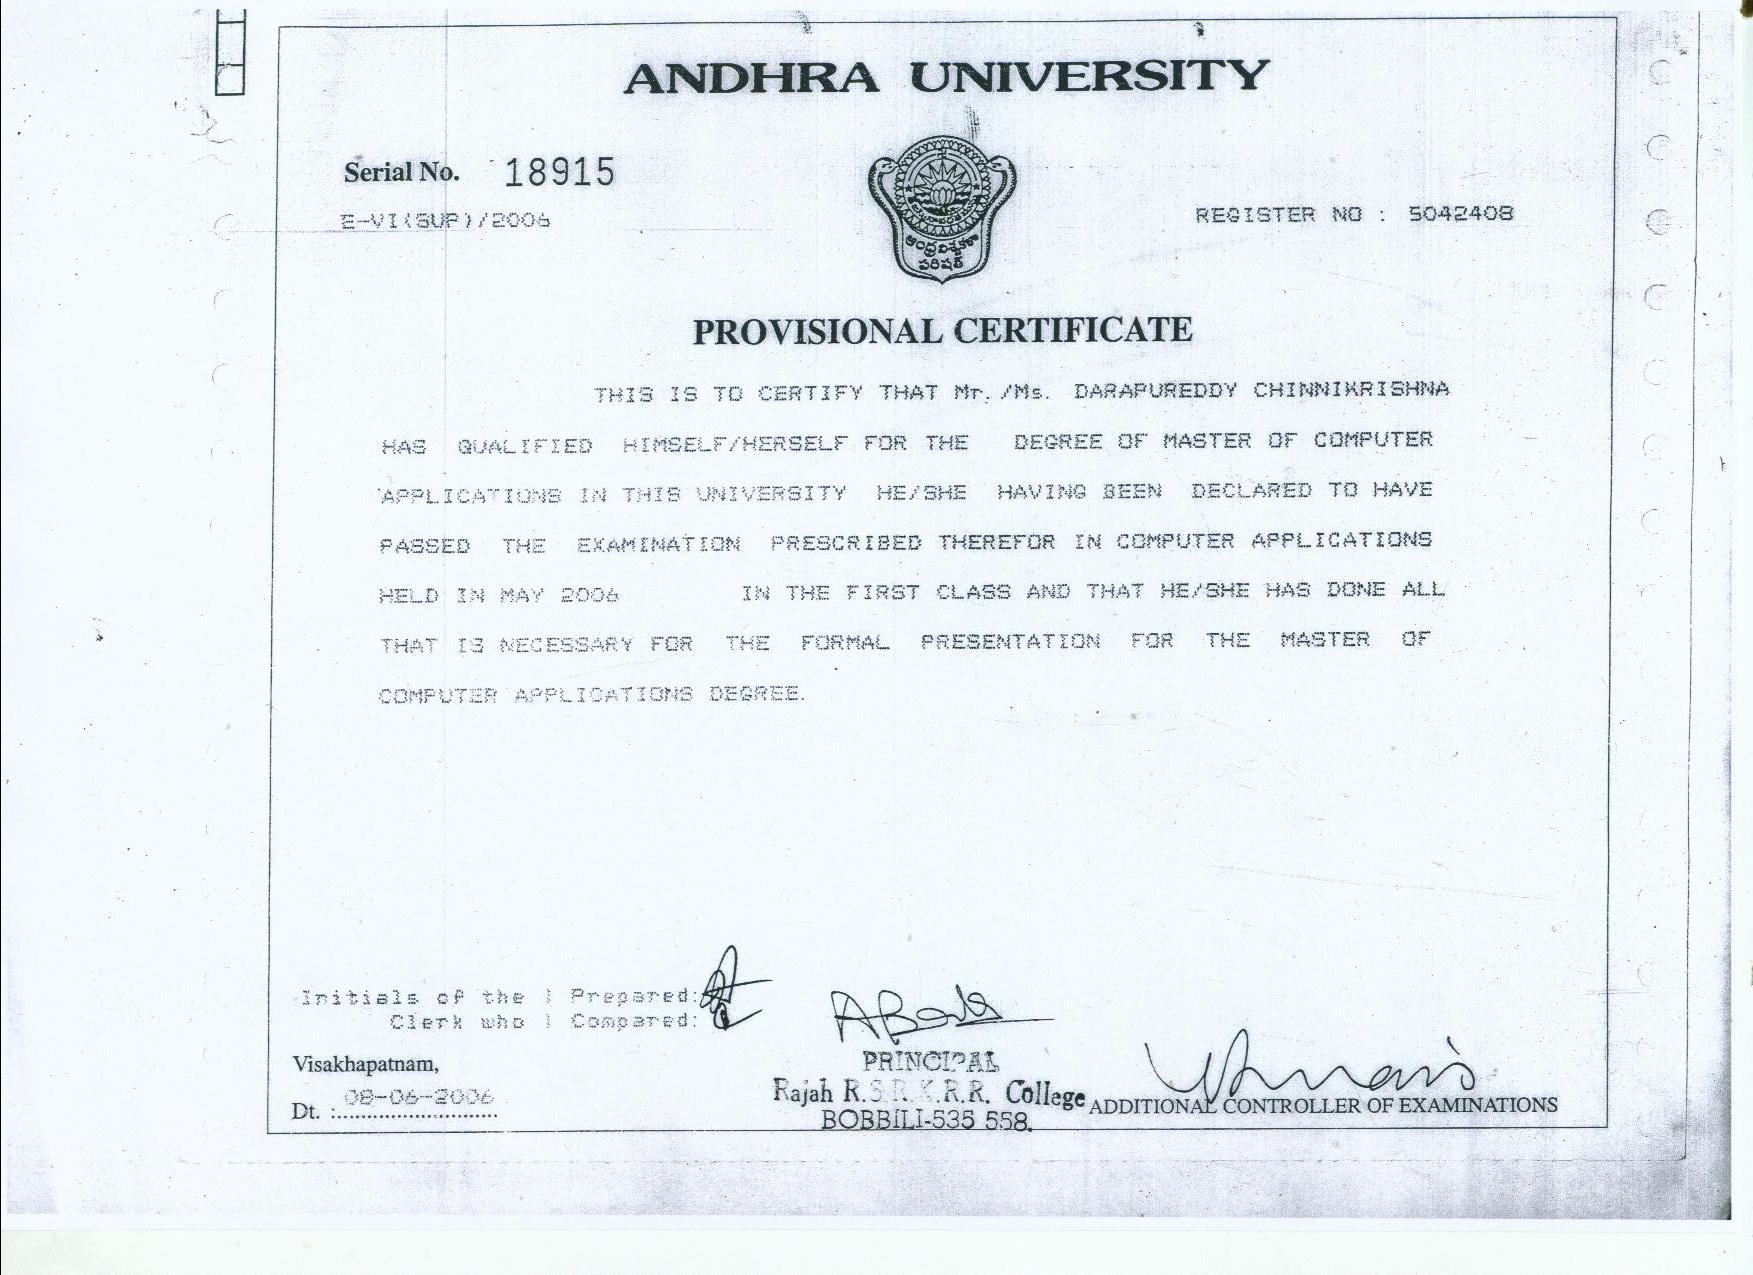 ANDHRA UNIVERSITY
Serial No. 18915
E-VI(SUP)/2006
REGISTER NO : 5042408
ఆంధ్ర విశ్వకళా
పరిషత్
PROVISIONAL CERTIFICATE
THIS IS TO CERTIFY THAT Mr./Ms. DARAPUREDDY CHINNIKRISHNA
HAS QUALIFIED HIMSELF/HERSELF FOR THE DEGREE OF MASTER OF COMPUTER
APPLICATIONS IN THIS UNIVERSITY HE/SHE HAVING BEEN DECLARED TO HAVE
PASSED THE EXAMINATION PRESCRIBED THEREFOR IN COMPUTER APPLICATIONS
HELD IN MAY 2006 IN THE FIRST CLASS AND THAT HE/SHE HAS DONE ALL
THAT IS NECESSARY FOR THE FORMAL PRESENTATION FOR THE MASTER OF
COMPUTER APPLICATIONS DEGREE.
Initials of the | Prepared:
Clerk who | Compared:
Visakhapatnam,
Dt. : 08-06-2006
PRINCIPAL
Rajah R.S.R.K.R.R. College
BOBBILI-535 558.
ADDITIONAL CONTROLLER OF EXAMINATIONS